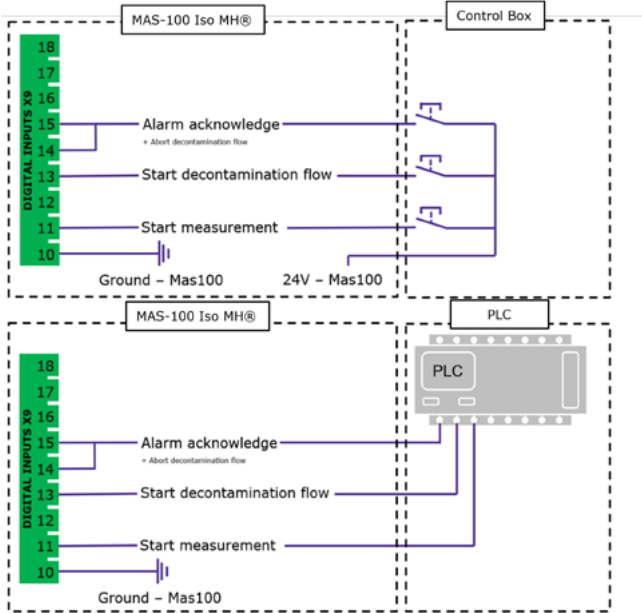 MAS-100 Iso MH®
Control Box
18
17
16
15
14
13
12
11
10
DIGITAL INPUTS X9
Alarm acknowledge
+ Abort decontamination flow
Start decontamination flow
Start measurement
Ground – Mas100
24V – Mas100
MAS-100 Iso MH®
PLC
PLC
18
17
16
15
14
13
12
11
10
DIGITAL INPUTS X9
Alarm acknowledge
+ Abort decontamination flow
Start decontamination flow
Start measurement
Ground – Mas100